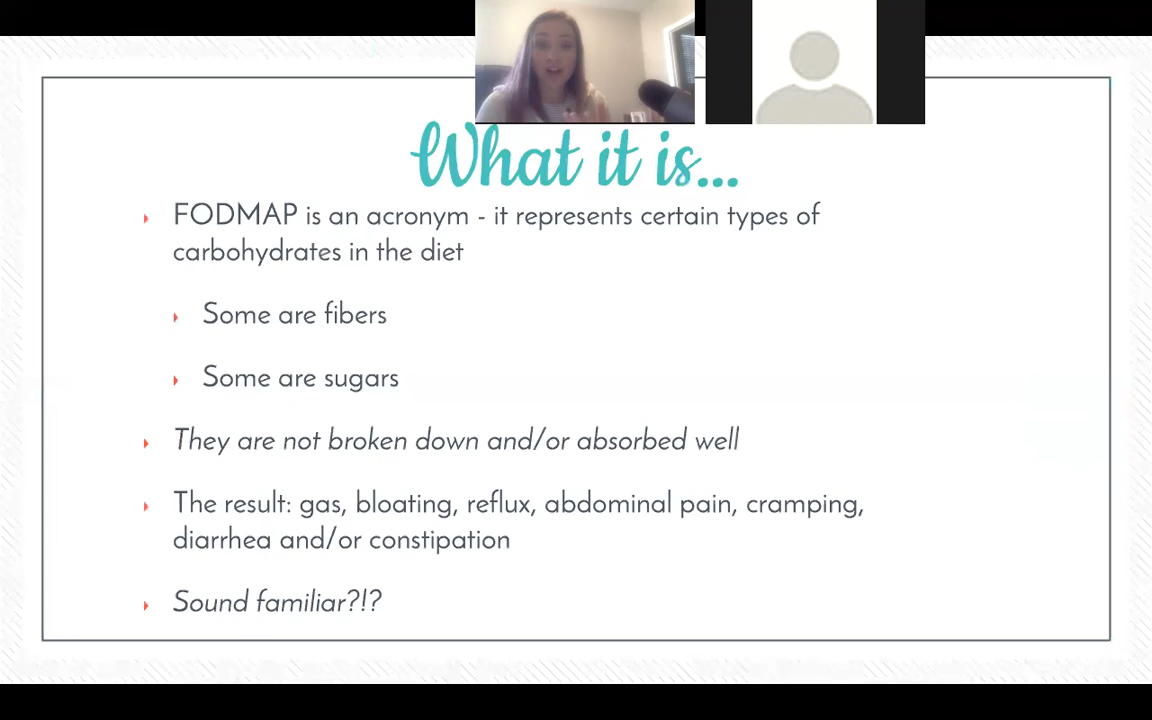 What it is...
FODMAP is an acronym - it represents certain types of
carbohydrates in the diet
Some are fibers
Some are sugars
They are not broken down and/or absorbed well
The result: gas, bloating, reflux, abdominal pain, cramping,
diarrhea and/or constipation
Sound familiar?!?